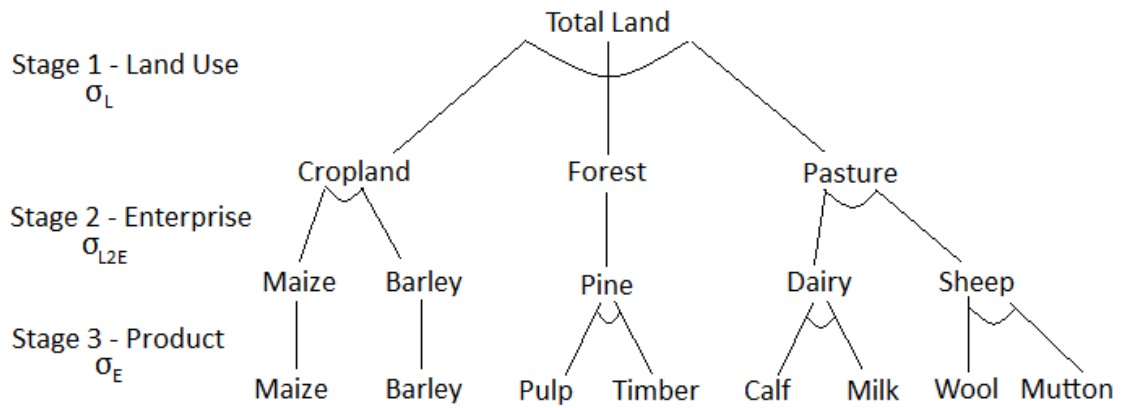 Total Land
Stage 1 - Land Use
σL
Cropland Forest Pasture
Stage 2 - Enterprise
σL2E
Maize Barley Pine Dairy Sheep
Stage 3 - Product
σE
Maize Barley Pulp Timber Calf Milk Wool Mutton